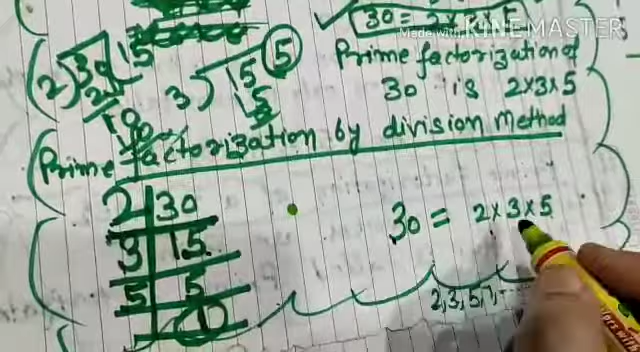 30 = 2×3×5
Made with KINEMASTER
2) 30 ( 15
3) 15 ( 5
15
Prime factorization of
30 is 2×3×5
Prime factorization by division method
2 | 30
3 | 15
5 | 5
1
30 = 2×3×5
2,3,5,7,--